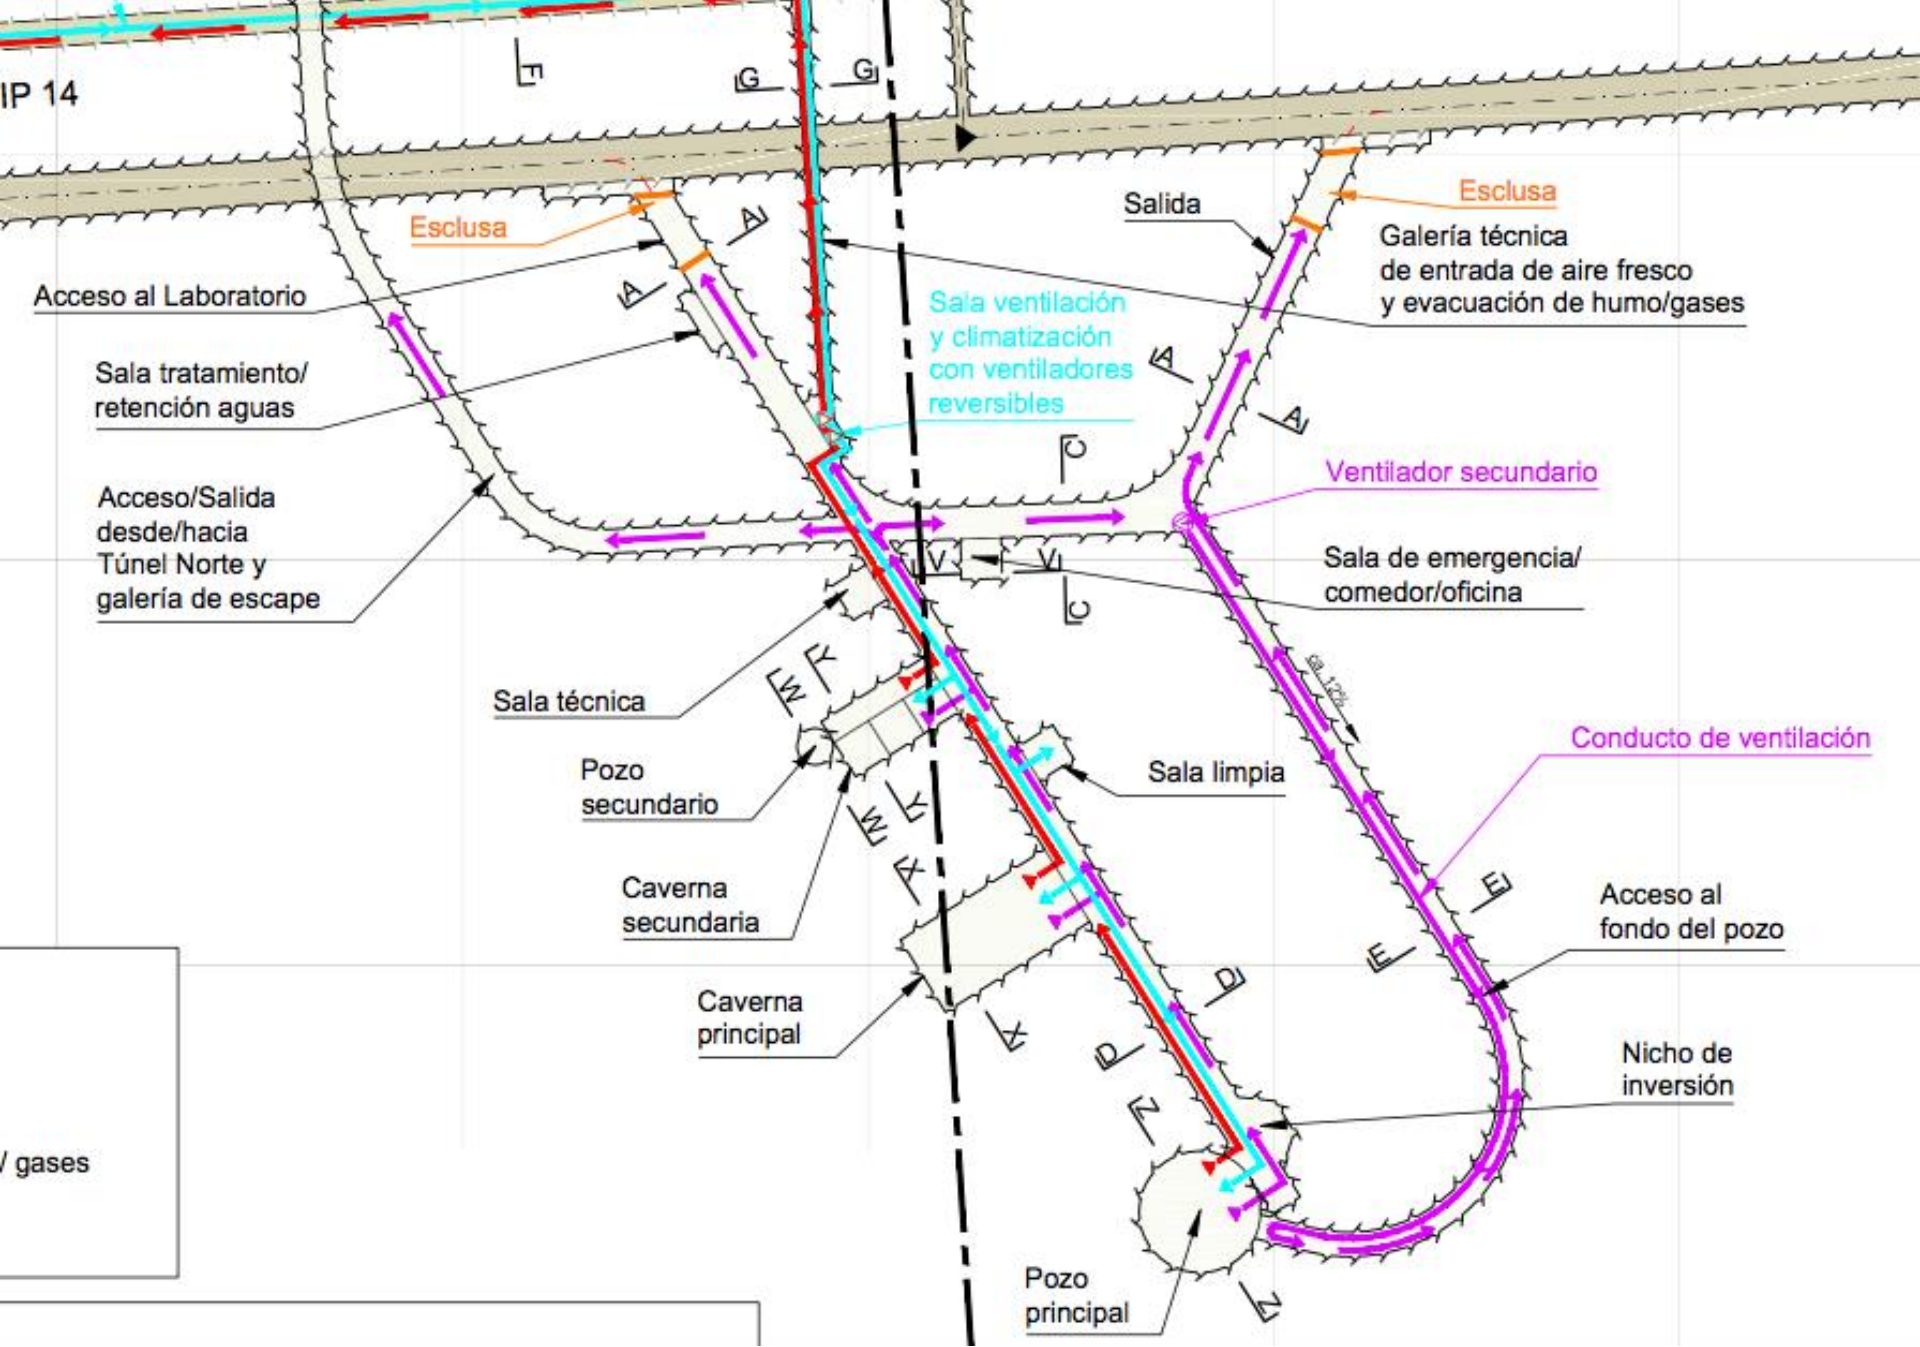 F
G
G
IP 14
Salida
Esclusa
Esclusa
A
A
Galería técnica
de entrada de aire fresco
y evacuación de humo/gases
Acceso al Laboratorio
Sala ventilación
y climatización
con ventiladores
reversibles
Sala tratamiento/
retención aguas
A
A
C
Ventilador secundario
Acceso/Salida
desde/hacia
Túnel Norte y
galería de escape
V
V
Sala de emergencia/
comedor/oficina
C
Y
W
ca. 12%
Sala técnica
Conducto de ventilación
Pozo
secundario
Sala limpia
Y
W
X
Caverna
secundaria
E
E
Acceso al
fondo del pozo
D
Caverna
principal
X
D
Nicho de
inversión
Z
/ gases
Pozo
principal
Z